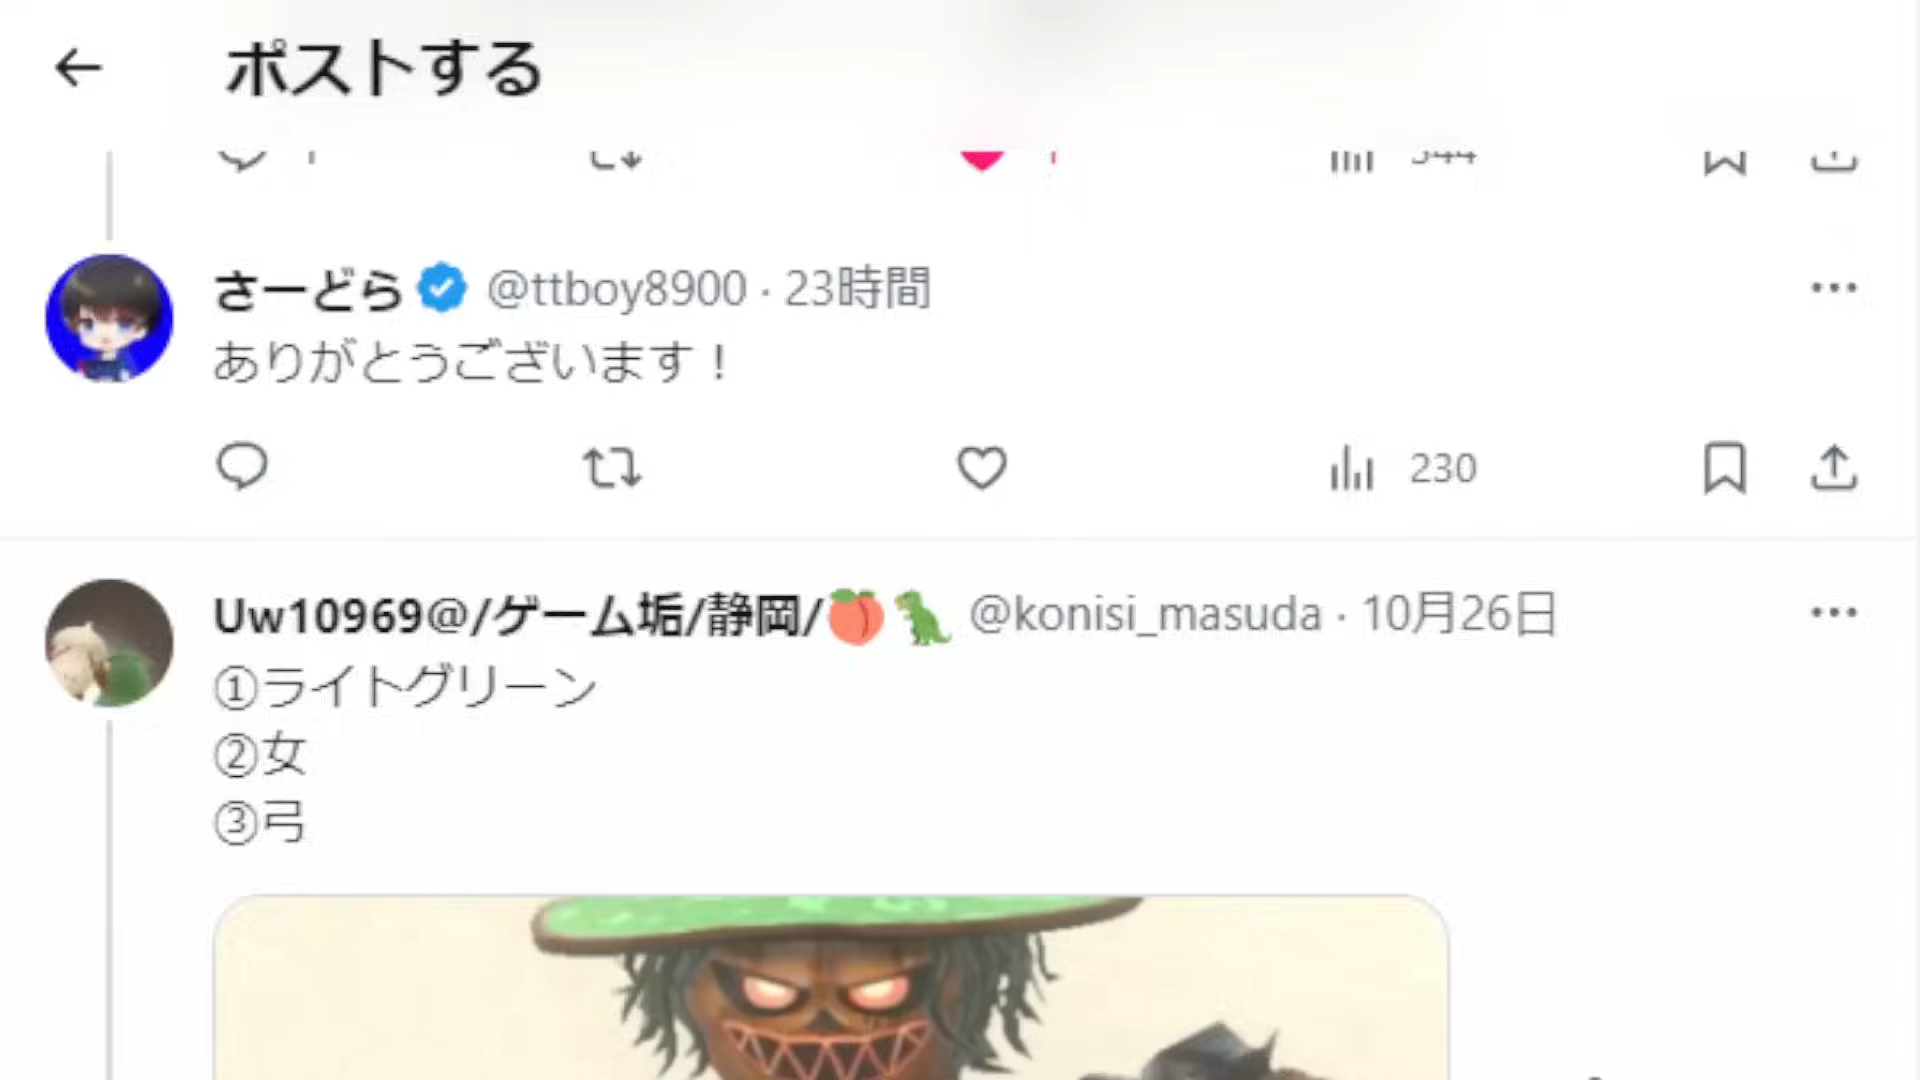 ポストする
さーどら @ttboy8900 · 23時間
ありがとうございます！
230
Uw10969@/ゲーム垢/静岡/🍑🦖 @konisi_masuda · 10月26日
①ライトグリーン
②女
③弓